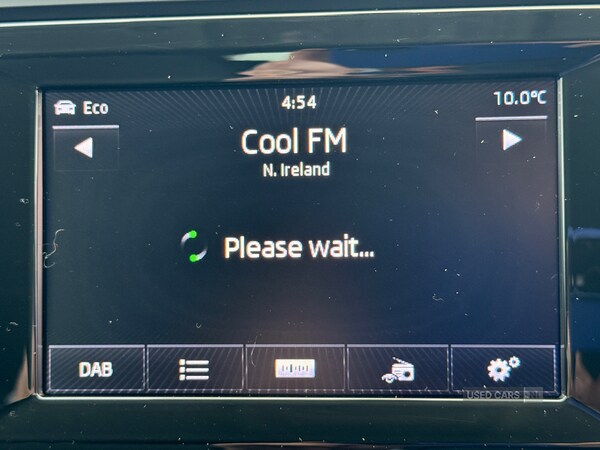 Eco
4:54
10.0°C
Cool FM
N. Ireland
Please wait...
DAB
USED CARS